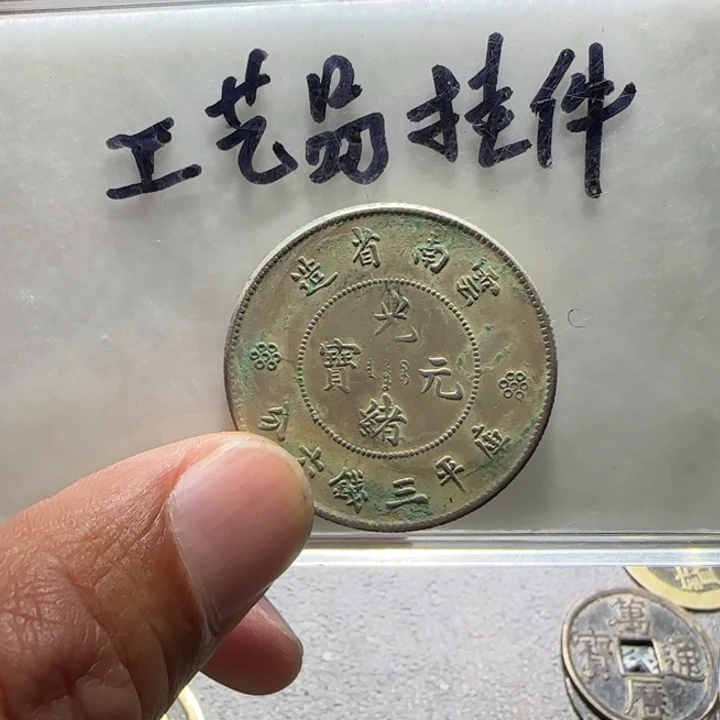 工艺品挂件
雲南省造
光緒元寶
庫平三錢六分
萬曆通寶